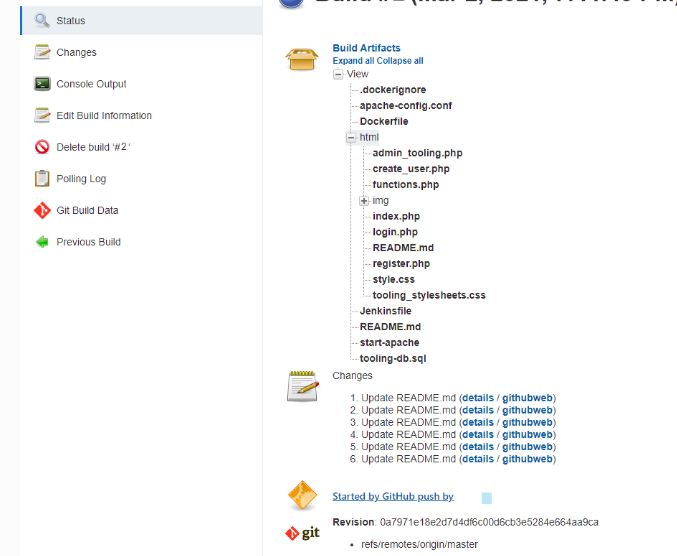 Status
Changes
Console Output
Edit Build Information
Delete build '#2'
Polling Log
Git Build Data
Previous Build
Build Artifacts
Expand all Collapse all
View
.dockerignore
apache-config.conf
Dockerfile
html
admin_tooling.php
create_user.php
functions.php
img
index.php
login.php
README.md
register.php
style.css
tooling_stylesheets.css
Jenkinsfile
README.md
start-apache
tooling-db.sql
Changes
1. Update README.md (details / githubweb)
2. Update README.md (details / githubweb)
3. Update README.md (details / githubweb)
4. Update README.md (details / githubweb)
5. Update README.md (details / githubweb)
6. Update README.md (details / githubweb)
Started by GitHub push by
git
Revision: 0a7971e18e2d7d4df6c00d6cb3e5284e664aa9ca
• refs/remotes/origin/master